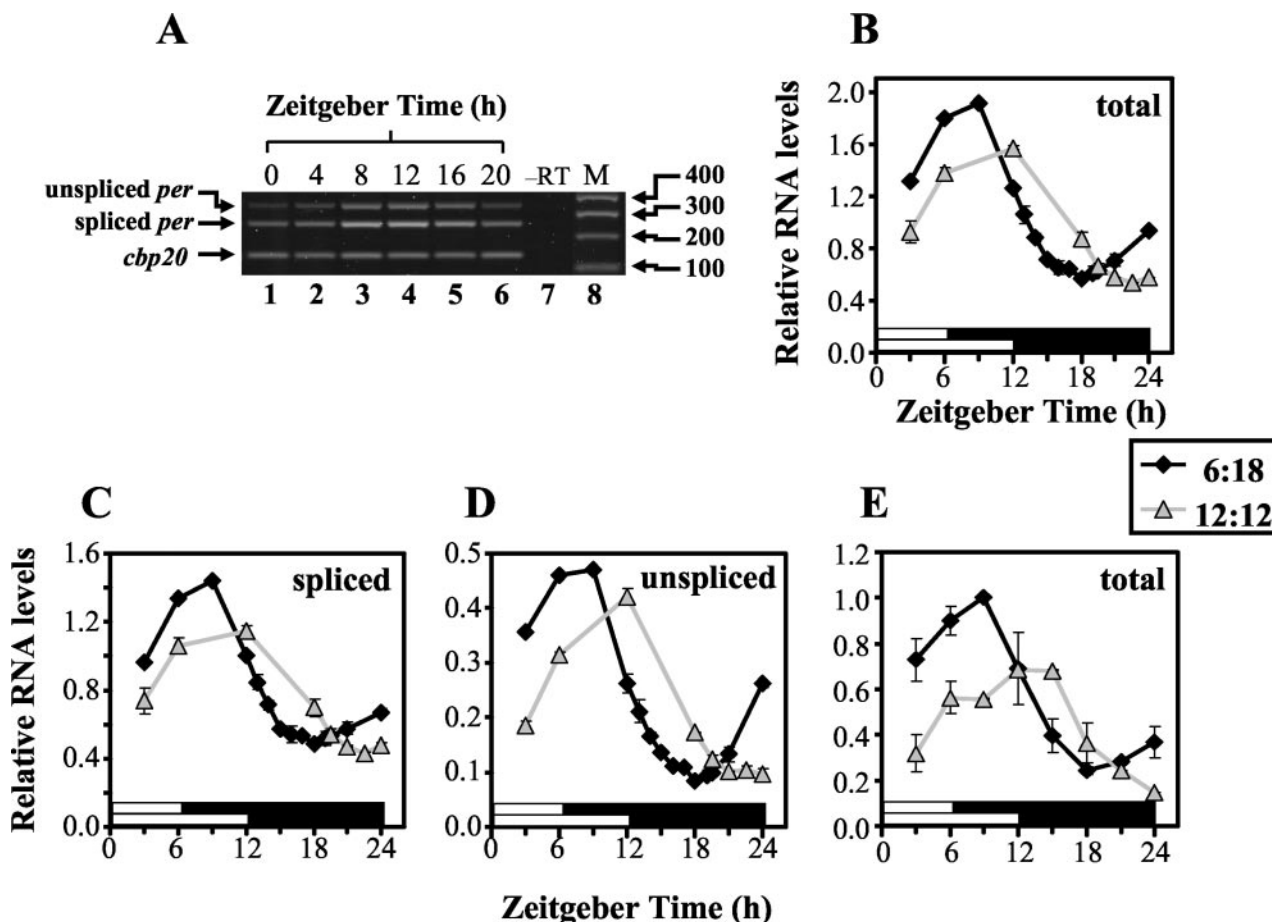 A
Zeitgeber Time (h)
0 4 8 12 16 20 –RT M
unspliced per
spliced per
cbp20
400
300
200
100
1 2 3 4 5 6 7 8
B
total
Relative RNA levels
2.0
1.6
1.2
0.8
0.4
0.0
0 6 12 18 24
Zeitgeber Time (h)
6:18
12:12
C
spliced
Relative RNA levels
1.6
1.4
1.0
0.8
0.4
0.0
0 6 12 18 24
D
unspliced
0.5
0.4
0.3
0.2
0.1
0.0
0 6 12 18 24
E
total
1.2
1.0
0.8
0.6
0.4
0.2
0.0
0 6 12 18 24
Zeitgeber Time (h)